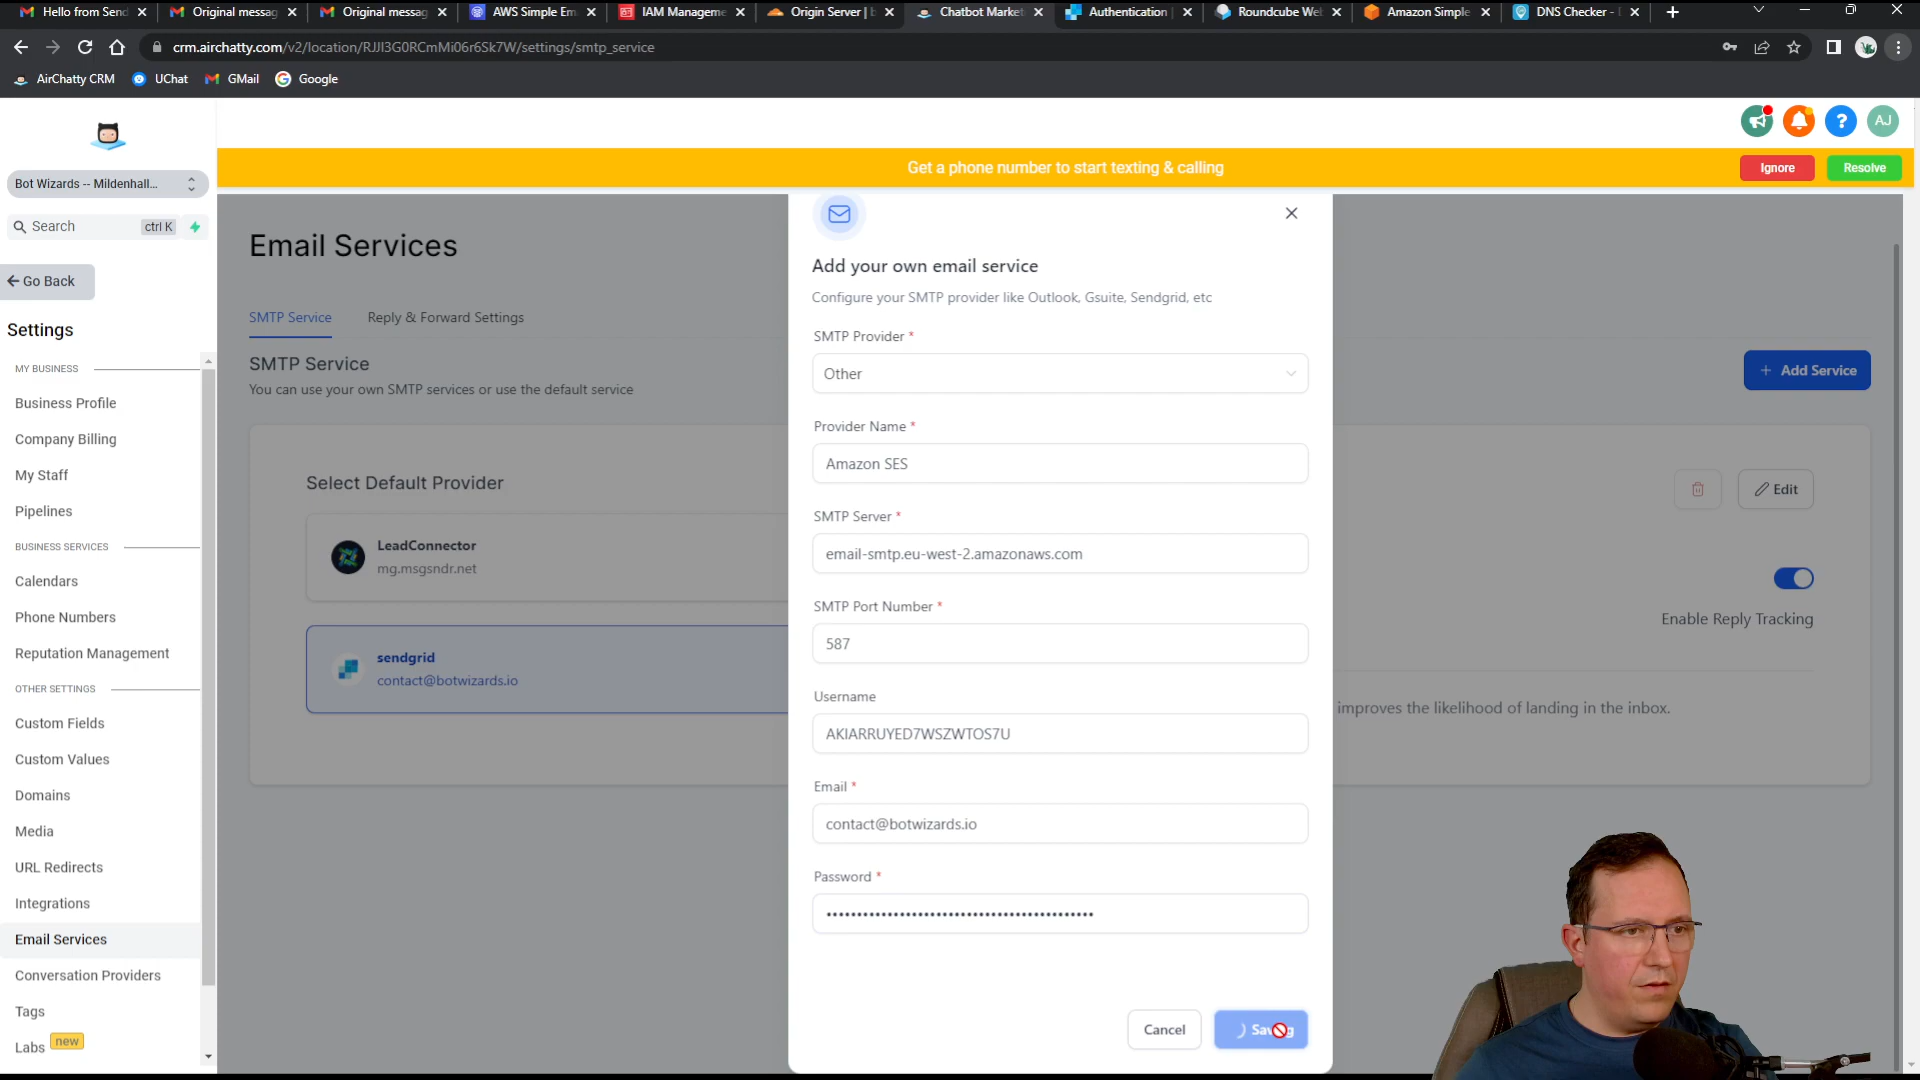 Hello from Send
Original messag
Original messag
AWS Simple Em
IAM Manageme
Origin Server | b
Chatbot Market
Authentication |
Roundcube We
Amazon Simple
DNS Checker -
crm.airchatty.com/v2/location/RJJI3G0RCmMi06r6Sk7W/settings/smtp_service
AirChatty CRM
UChat
GMail
Google
AJ
Get a phone number to start texting & calling
Ignore
Resolve
Bot Wizards -- Mildenhall...
Search
ctrl K
Go Back
Settings
MY BUSINESS
Business Profile
Company Billing
My Staff
Pipelines
BUSINESS SERVICES
Calendars
Phone Numbers
Reputation Management
OTHER SETTINGS
Custom Fields
Custom Values
Domains
Media
URL Redirects
Integrations
Email Services
Conversation Providers
Tags
Labs new
Email Services
SMTP Service
Reply & Forward Settings
SMTP Service
You can use your own SMTP services or use the default service
+ Add Service
Select Default Provider
Edit
LeadConnector
mg.msgsndr.net
sendgrid
contact@botwizards.io
Enable Reply Tracking
improves the likelihood of landing in the inbox.
Add your own email service
Configure your SMTP provider like Outlook, Gsuite, Sendgrid, etc
SMTP Provider *
Other
Provider Name *
Amazon SES
SMTP Server *
email-smtp.eu-west-2.amazonaws.com
SMTP Port Number *
587
Username
AKIARRUYED7WSZWTOS7U
Email *
contact@botwizards.io
Password *
••••••••••••••••••••••••••••••••••••••••••••
Cancel